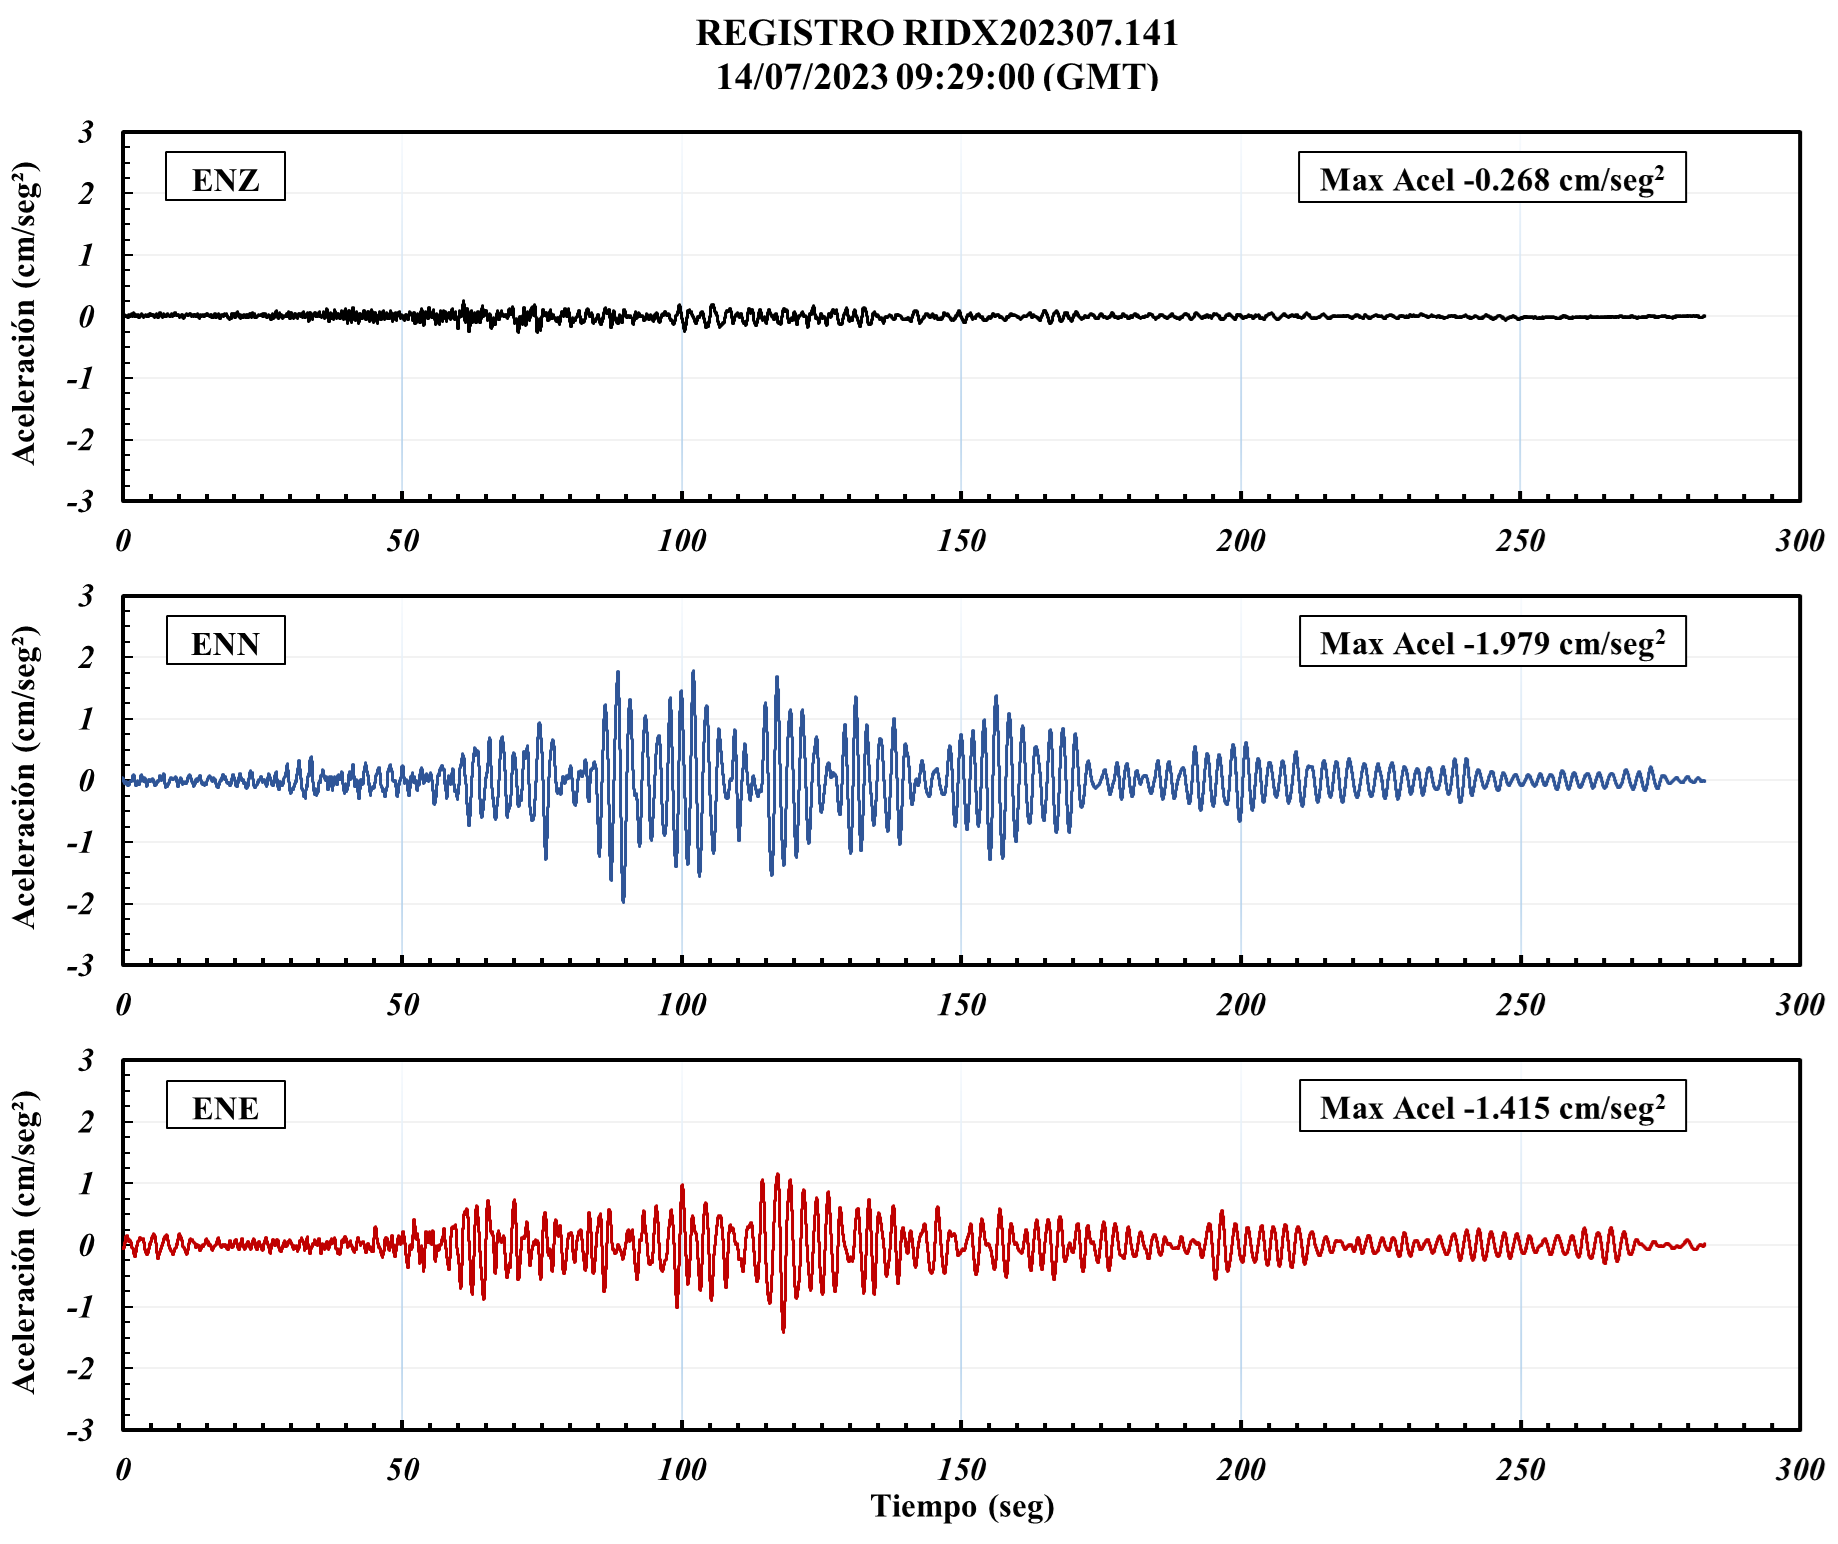 REGISTRO RIDX202307.141
14/07/2023 09:29:00 (GMT)
ENZ
Max Acel -0.268 cm/seg²
Aceleración (cm/seg²)
3
2
1
0
-1
-2
-3
0 50 100 150 200 250 300
ENN
Max Acel -1.979 cm/seg²
Aceleración (cm/seg²)
3
2
1
0
-1
-2
-3
0 50 100 150 200 250 300
ENE
Max Acel -1.415 cm/seg²
Aceleración (cm/seg²)
3
2
1
0
-1
-2
-3
0 50 100 150 200 250 300
Tiempo (seg)